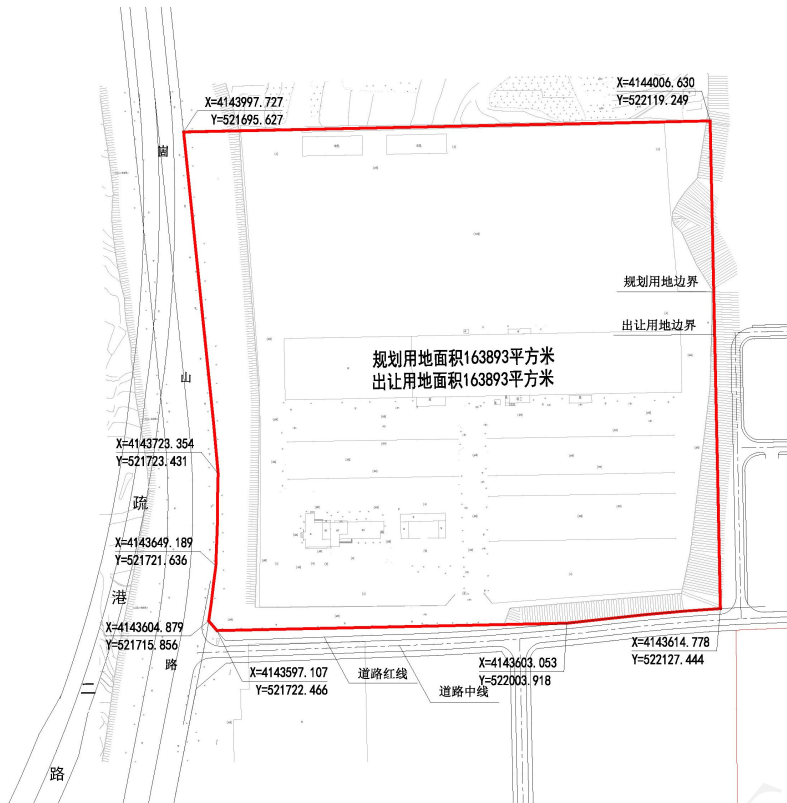 X=4143997.727
Y=521695.627
X=4144006.630
Y=522119.249
崮
山
路
规划用地边界
出让用地边界
规划用地面积163893平方米
出让用地面积163893平方米
X=4143723.354
Y=521723.431
疏
港
二
路
X=4143649.189
Y=521721.636
X=4143604.879
Y=521715.856
X=4143597.107
Y=521722.466
道路红线
道路中线
X=4143603.053
Y=522003.918
X=4143614.778
Y=522127.444